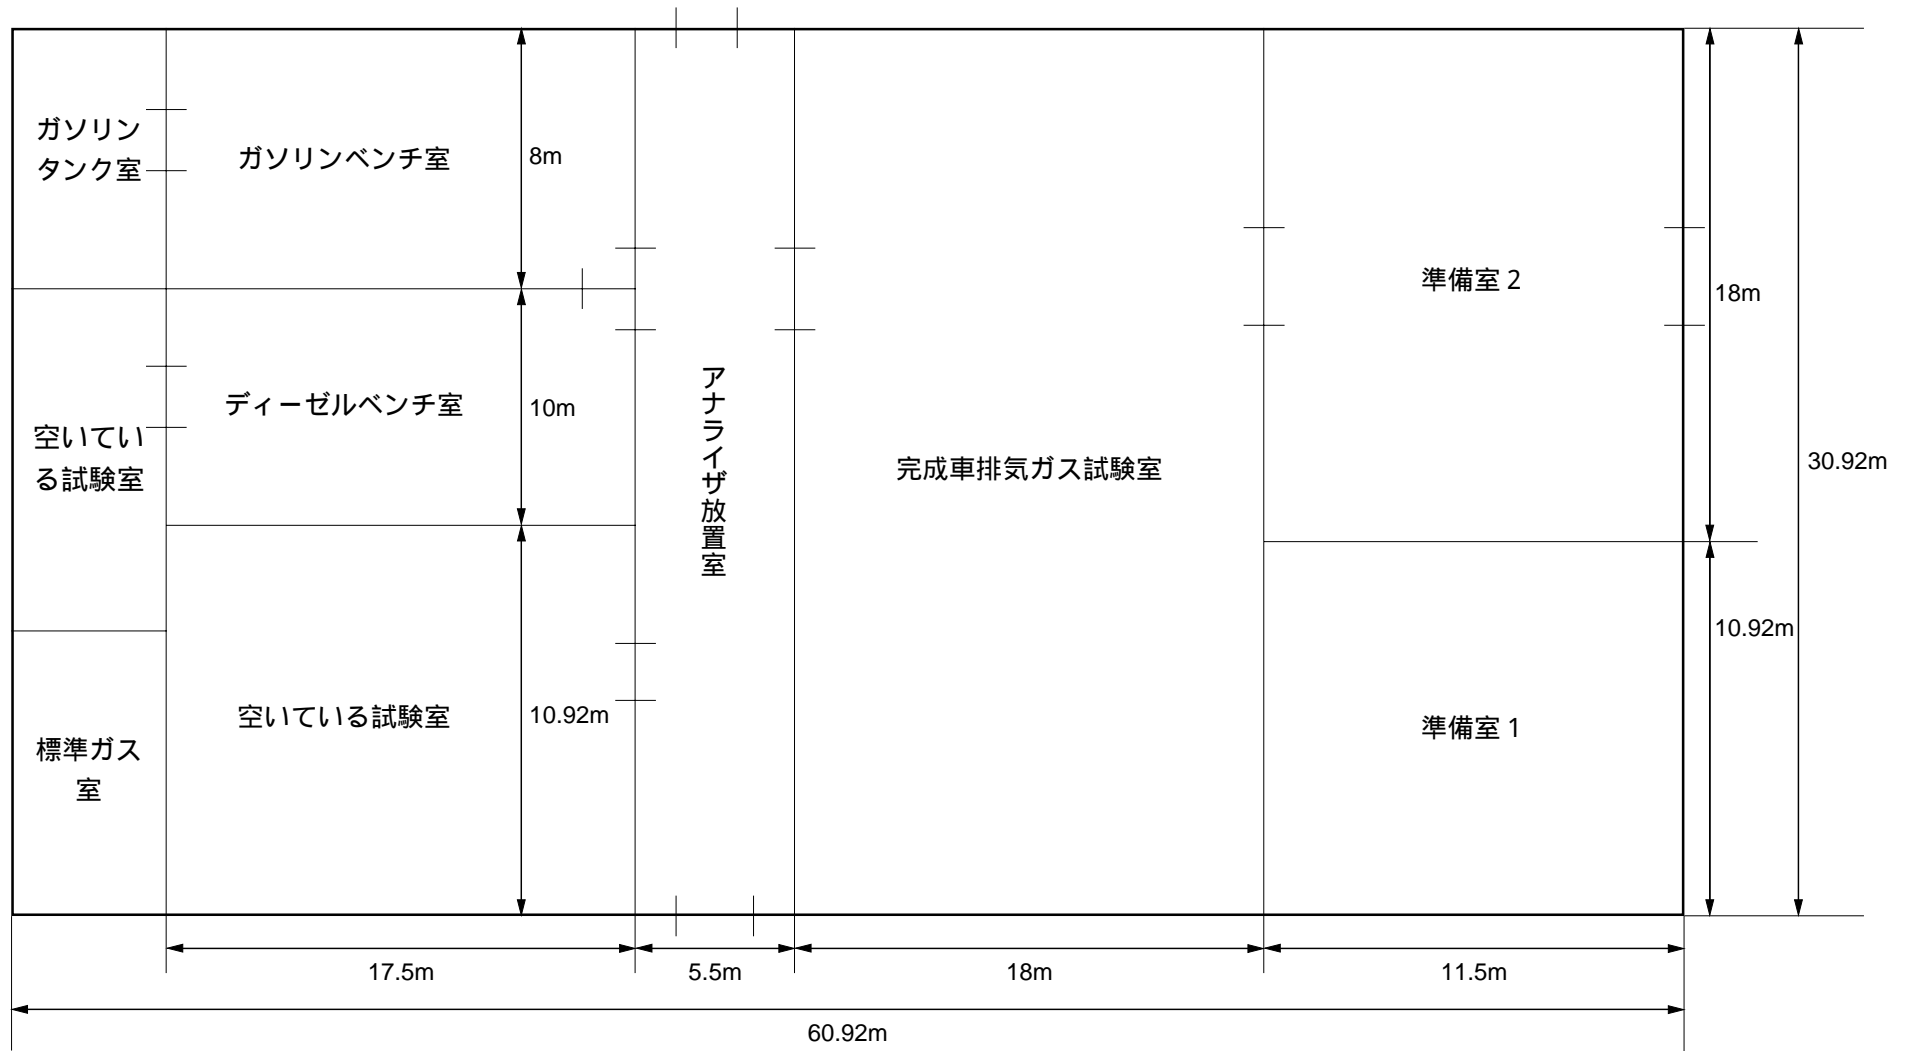 ガソリン
タンク室
ガソリンベンチ室
8m
空いてい
る試験室
ディーゼルベンチ室
10m
標準ガス
室
空いている試験室
10.92m
アナライザ放置室
完成車排気ガス試験室
準備室 2
準備室 1
18m
10.92m
30.92m
17.5m
5.5m
18m
11.5m
60.92m